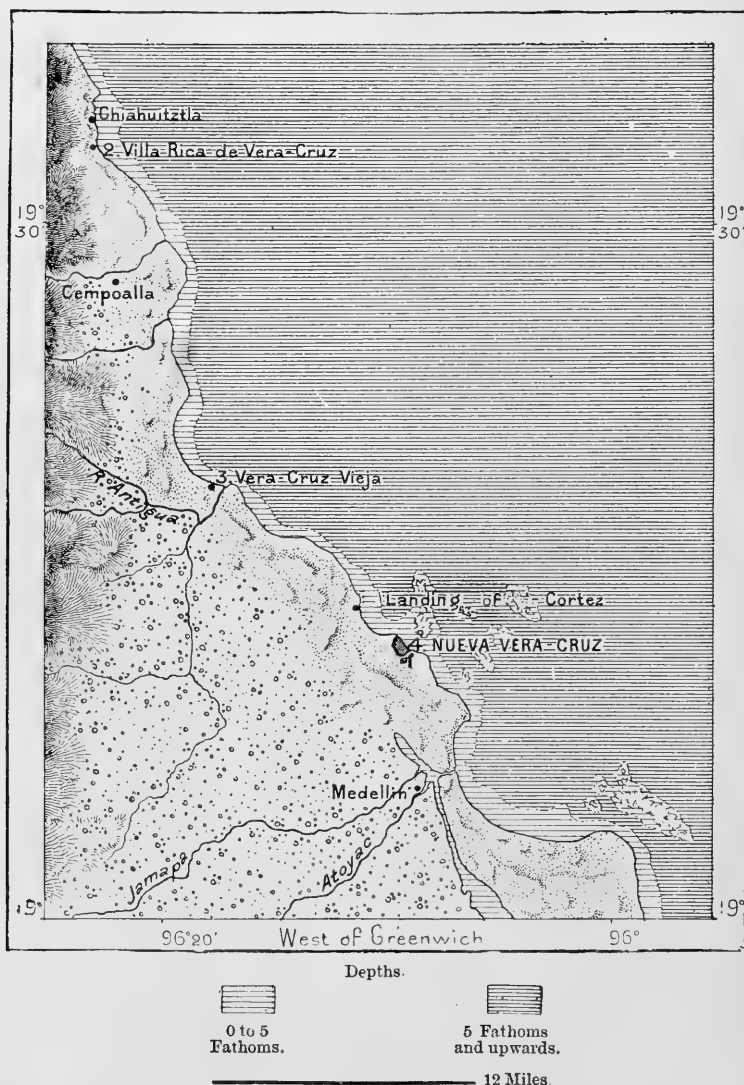 Chiahuitztla
2. Villa-Rica-de-Vera-Cruz
19°
30'
19°
30'
Cempoalla
3 Vera-Cruz Vieja
R. Antigua
Landing of Cortez
4 NUEVA-VERA-CRUZ
1
Medellin
Jamapa
Atoyac
19°
19°
96°20' West of Greenwich 96°
Depths.
0 to 5
Fathoms.
5 Fathoms
and upwards.
12 Miles.